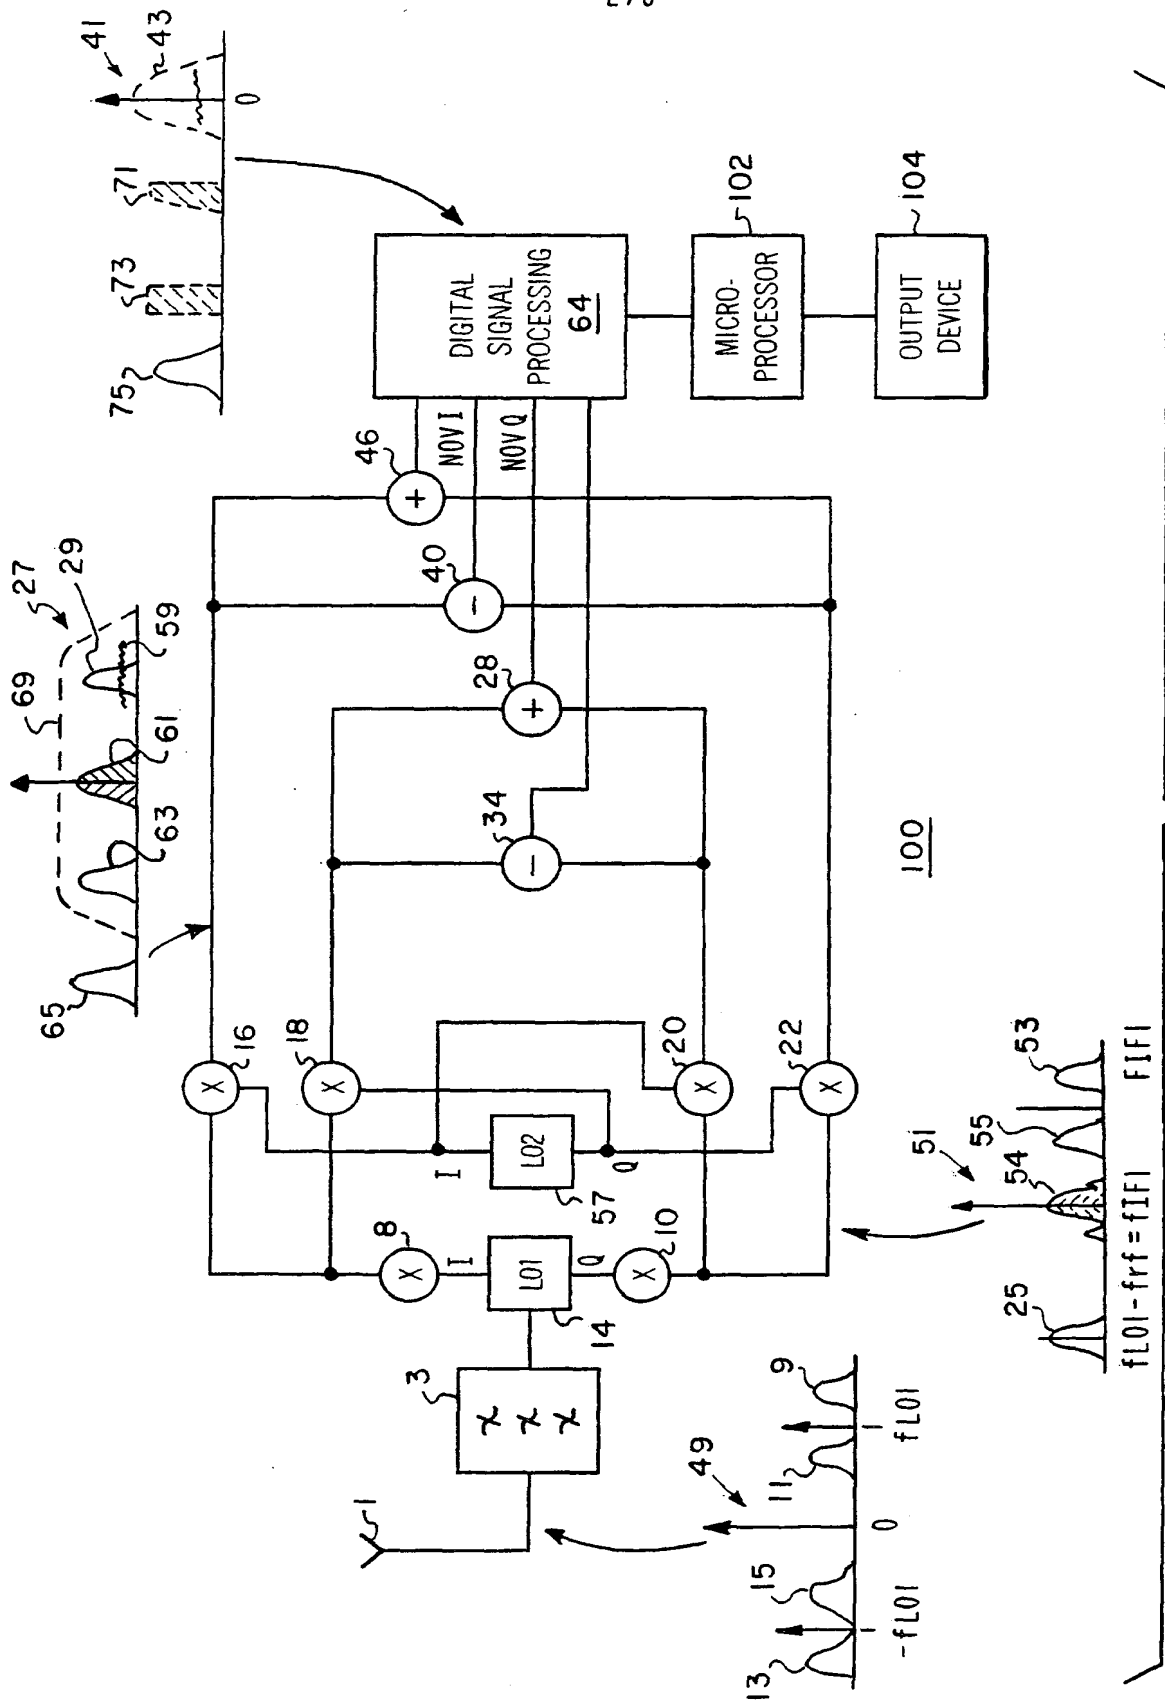 41
43
0
71
73
75
DIGITAL
SIGNAL
PROCESSING
64
MICRO-
PROCESSOR
102
OUTPUT
DEVICE
104
46
NOV I
NOV Q
40
28
34
+
-
+
-
27
29
59
69
61
63
65
16
18
20
22
X
X
X
X
I
LO2
Q
57
8
10
X
X
I
LO1
Q
14
3
1
100
51
53
55
54
25
fLO1-frf=fIF1
FIF1
49
9
11
15
13
fLO1
0
-fLO1